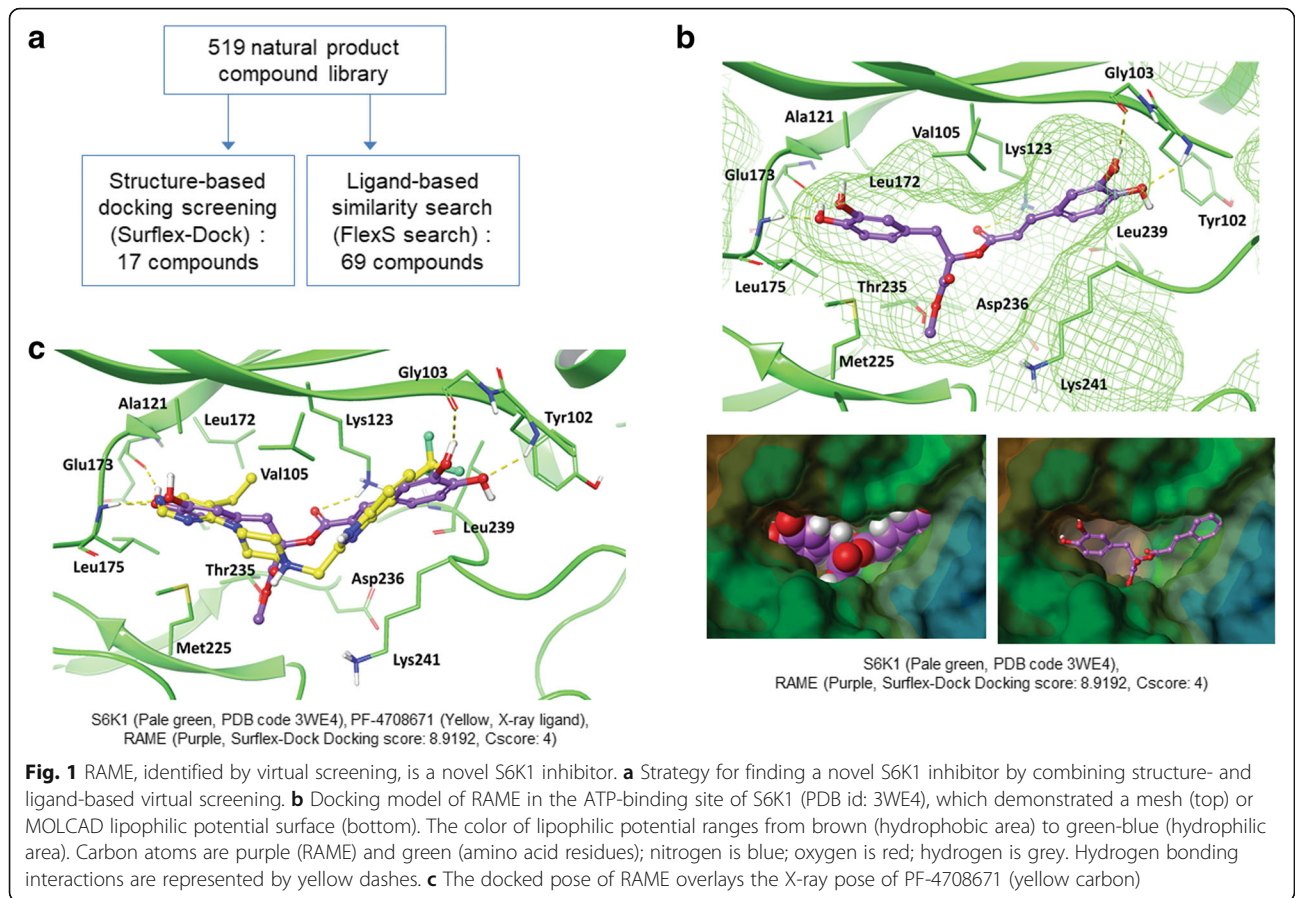 a
519 natural product
compound library
Structure-based
docking screening
(Surflex-Dock) :
17 compounds
Ligand-based
similarity search
(FlexS search) :
69 compounds
b
Gly103
Ala121
Val105
Lys123
Glu173
Leu172
Tyr102
Leu239
Leu175
Thr235
Asp236
Met225
Lys241
S6K1 (Pale green, PDB code 3WE4),
RAME (Purple, Surflex-Dock Docking score: 8.9192, Cscore: 4)
c
Gly103
Ala121
Leu172
Lys123
Tyr102
Glu173
Val105
Leu239
Leu175
Thr235
Asp236
Met225
Lys241
S6K1 (Pale green, PDB code 3WE4), PF-4708671 (Yellow, X-ray ligand),
RAME (Purple, Surflex-Dock Docking score: 8.9192, Cscore: 4)
Fig. 1 RAME, identified by virtual screening, is a novel S6K1 inhibitor. a Strategy for finding a novel S6K1 inhibitor by combining structure- and
ligand-based virtual screening. b Docking model of RAME in the ATP-binding site of S6K1 (PDB id: 3WE4), which demonstrated a mesh (top) or
MOLCAD lipophilic potential surface (bottom). The color of lipophilic potential ranges from brown (hydrophobic area) to green-blue (hydrophilic
area). Carbon atoms are purple (RAME) and green (amino acid residues); nitrogen is blue; oxygen is red; hydrogen is grey. Hydrogen bonding
interactions are represented by yellow dashes. c The docked pose of RAME overlays the X-ray pose of PF-4708671 (yellow carbon)